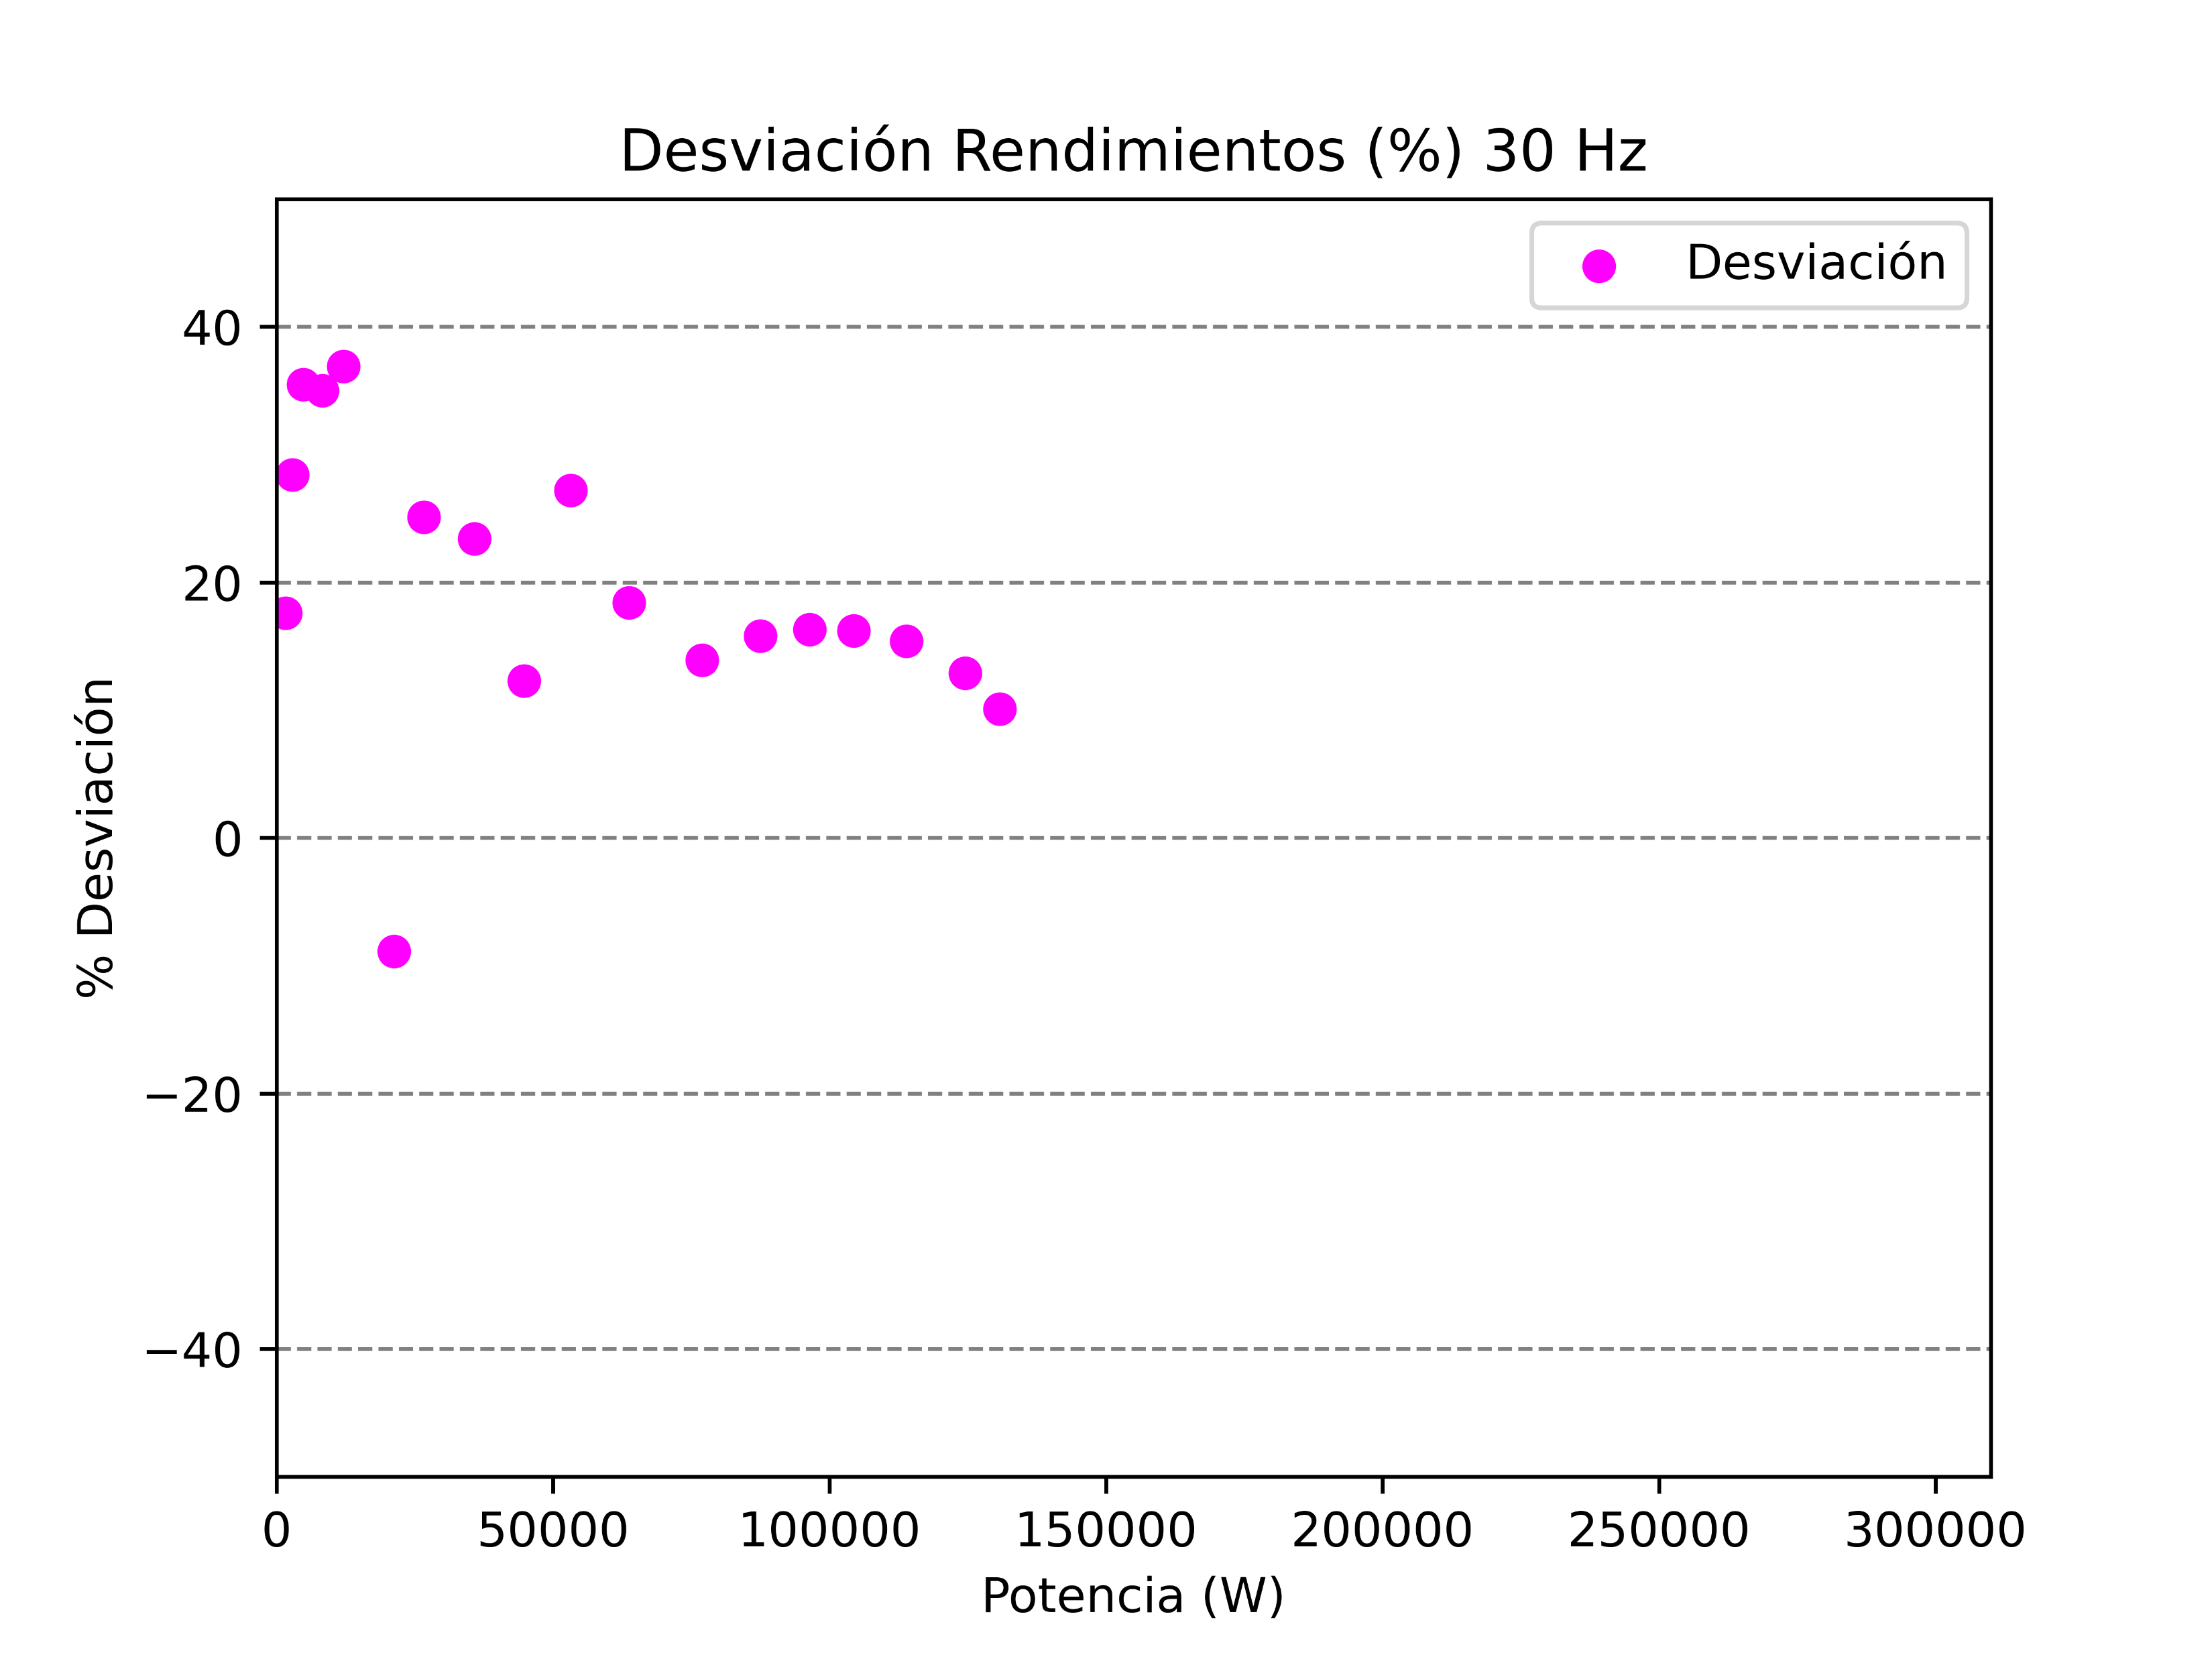 Desviación Rendimientos (%) 30 Hz
Desviación
40
20
0
−20
−40
% Desviación
0 50000 100000 150000 200000 250000 300000
Potencia (W)